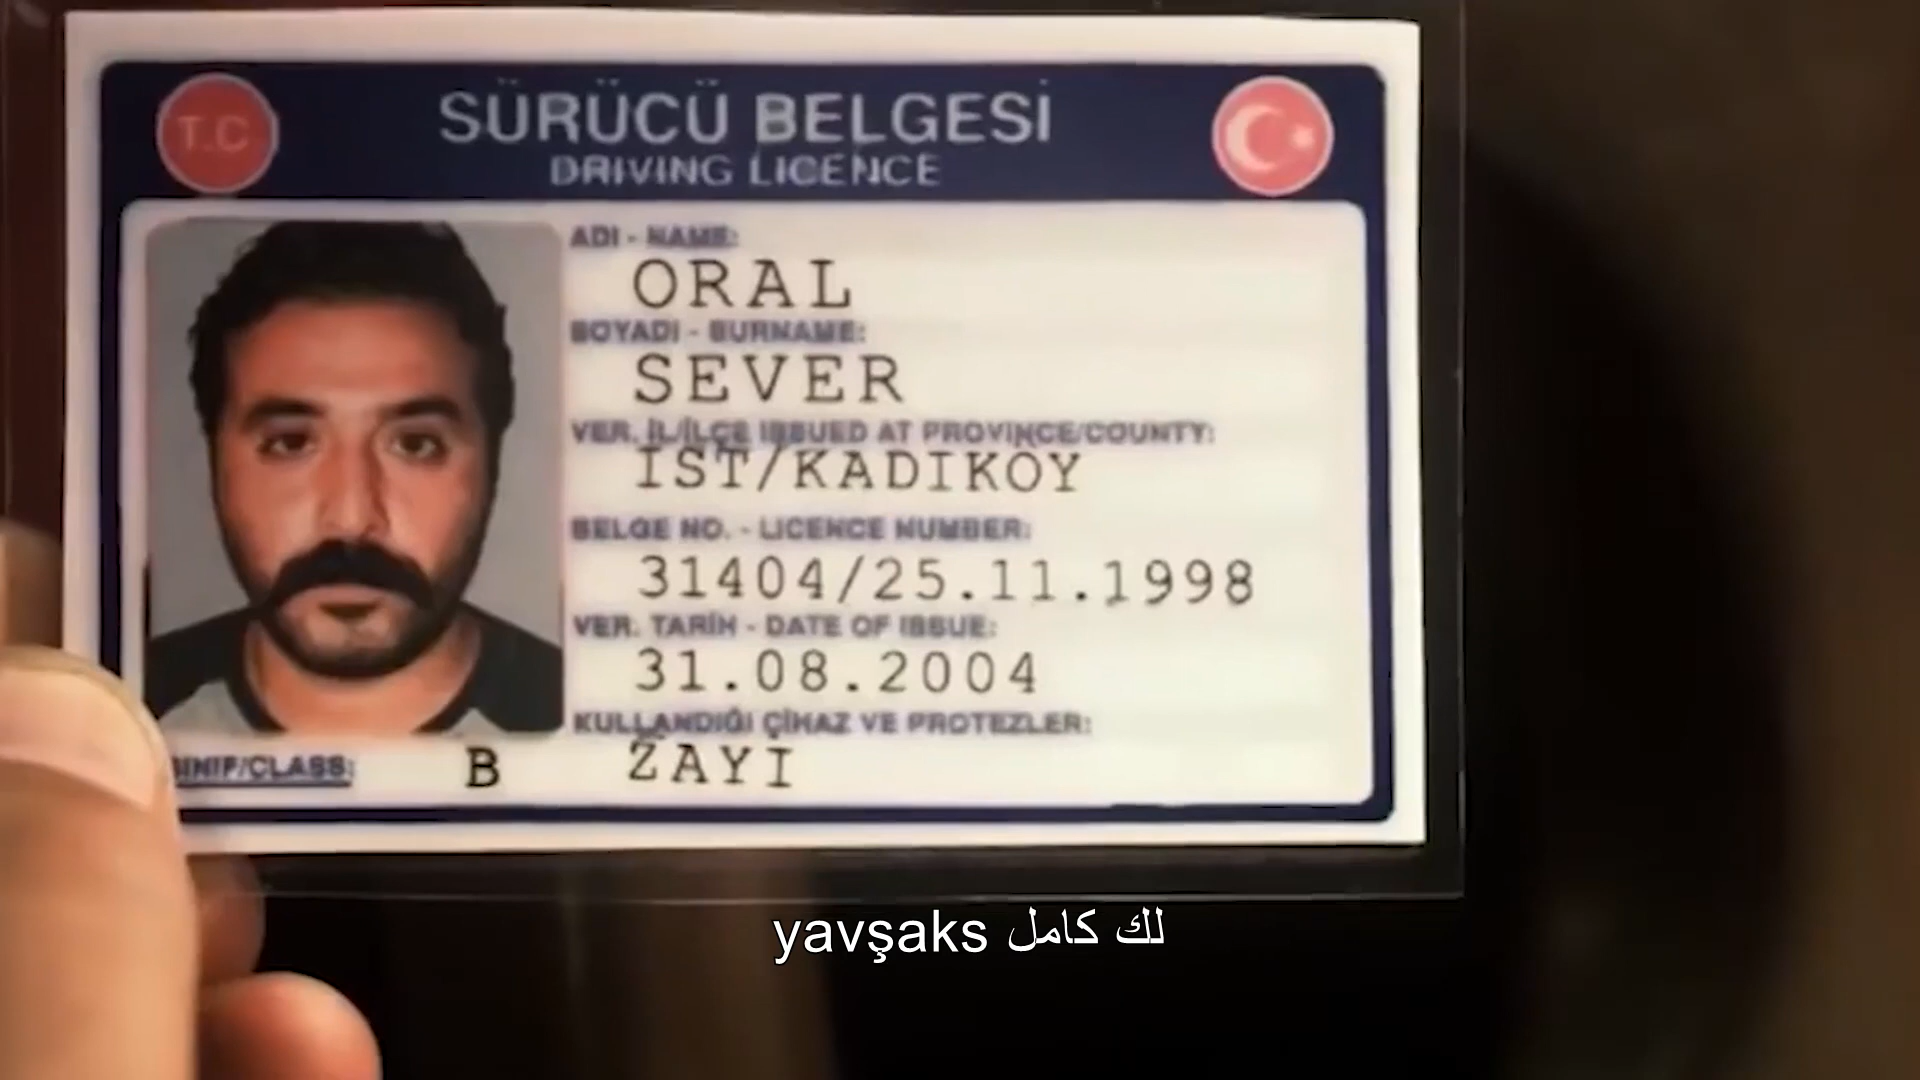 T.C
SÜRÜCÜ BELGESİ
DRIVING LICENCE
ADI - NAME:
ORAL
SOYADI - SURNAME:
SEVER
VER. İL/İLÇE ISSUED AT PROVINCE/COUNTY:
İST/KADIKÖY
BELGE NO. - LICENCE NUMBER:
31404/25.11.1998
VER. TARİH - DATE OF ISSUE:
31.08.2004
KULLANDIĞI CİHAZ VE PROTEZLER:
ZAYI
SINIF/CLASS: B
لك كامل yavşaks